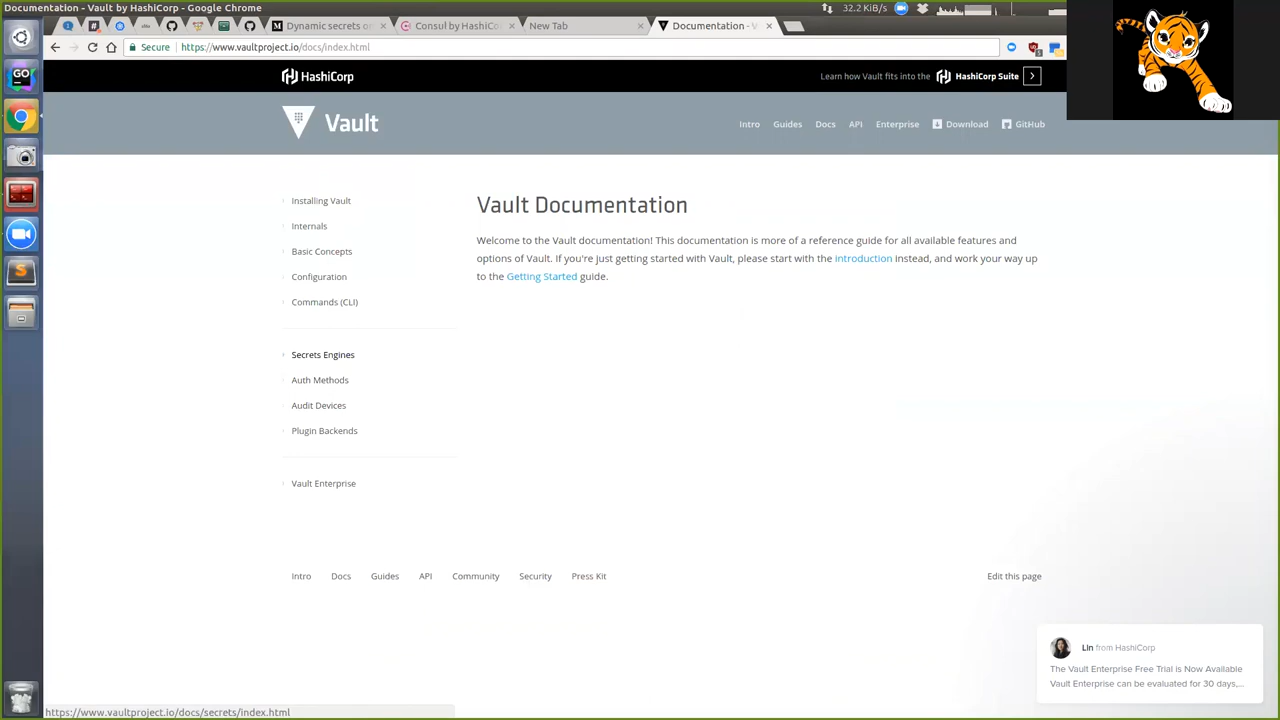 Documentation - Vault by HashiCorp - Google Chrome
32.2 KiB/s
Dynamic secrets on
Consul by HashiCo
New Tab
Documentation - V
Secure
https://www.vaultproject.io/docs/index.html
HashiCorp
Learn how Vault fits into the HashiCorp Suite
Vault
Intro Guides Docs API Enterprise Download GitHub
Installing Vault
Internals
Basic Concepts
Configuration
Commands (CLI)
Secrets Engines
Auth Methods
Audit Devices
Plugin Backends
Vault Enterprise
Vault Documentation
Welcome to the Vault documentation! This documentation is more of a reference guide for all available features and
options of Vault. If you're just getting started with Vault, please start with the introduction instead, and work your way up
to the Getting Started guide.
Intro Docs Guides API Community Security Press Kit
Edit this page
Lin from HashiCorp
The Vault Enterprise Free Trial is Now Available
Vault Enterprise can be evaluated for 30 days,...
https://www.vaultproject.io/docs/secrets/index.html